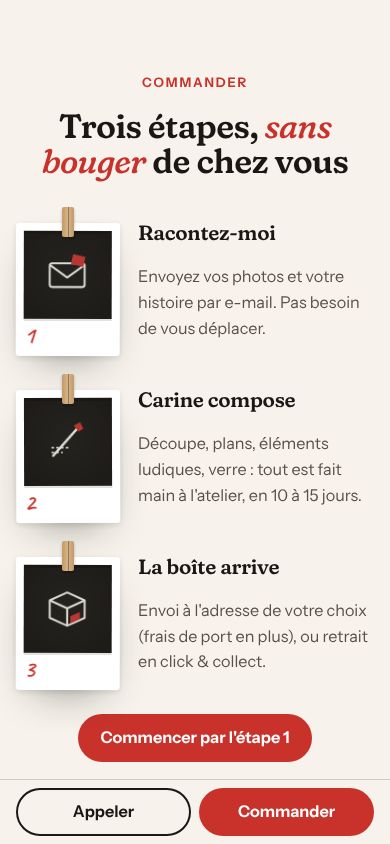 COMMANDER
Trois étapes, sans
bouger de chez vous
Racontez-moi
Envoyez vos photos et votre
histoire par e-mail. Pas besoin
de vous déplacer.
1
Carine compose
Découpe, plans, éléments
ludiques, verre : tout est fait
main à l'atelier, en 10 à 15 jours.
2
La boîte arrive
Envoi à l'adresse de votre choix
(frais de port en plus), ou retrait
en click & collect.
3
Commencer par l'étape 1
Appeler
Commander